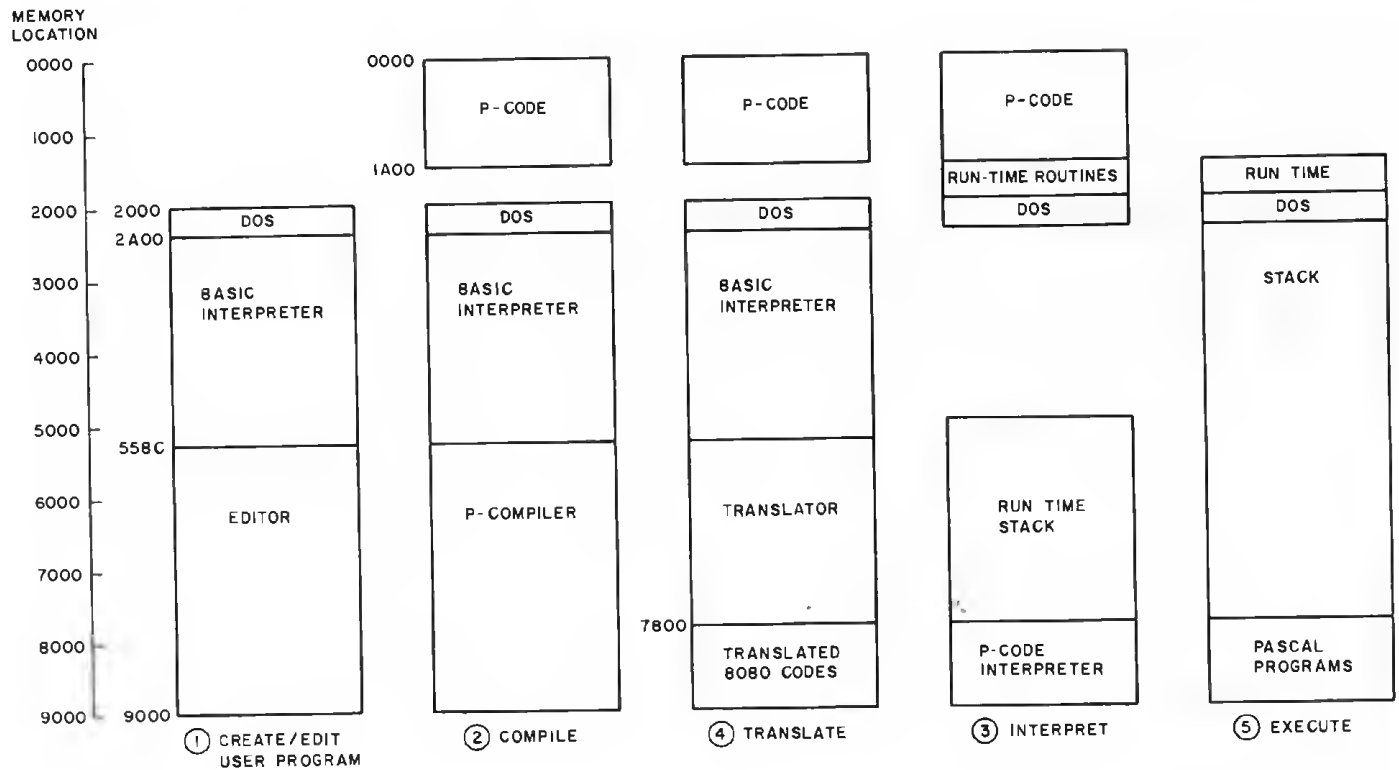 MEMORY
LOCATION
0000
1000
2000
3000
4000
5000
6000
7000
8000
9000
2000
2A00
558C
9000
DOS
BASIC
INTERPRETER
EDITOR
1 CREATE/EDIT
USER PROGRAM
0000
1A00
P-CODE
DOS
BASIC
INTERPRETER
P-COMPILER
2 COMPILE
P-CODE
DOS
BASIC
INTERPRETER
TRANSLATOR
7800
TRANSLATED
8080 CODES
4 TRANSLATE
P-CODE
RUN-TIME ROUTINES
DOS
RUN TIME
STACK
P-CODE
INTERPRETER
3 INTERPRET
RUN TIME
DOS
STACK
PASCAL
PROGRAMS
5 EXECUTE